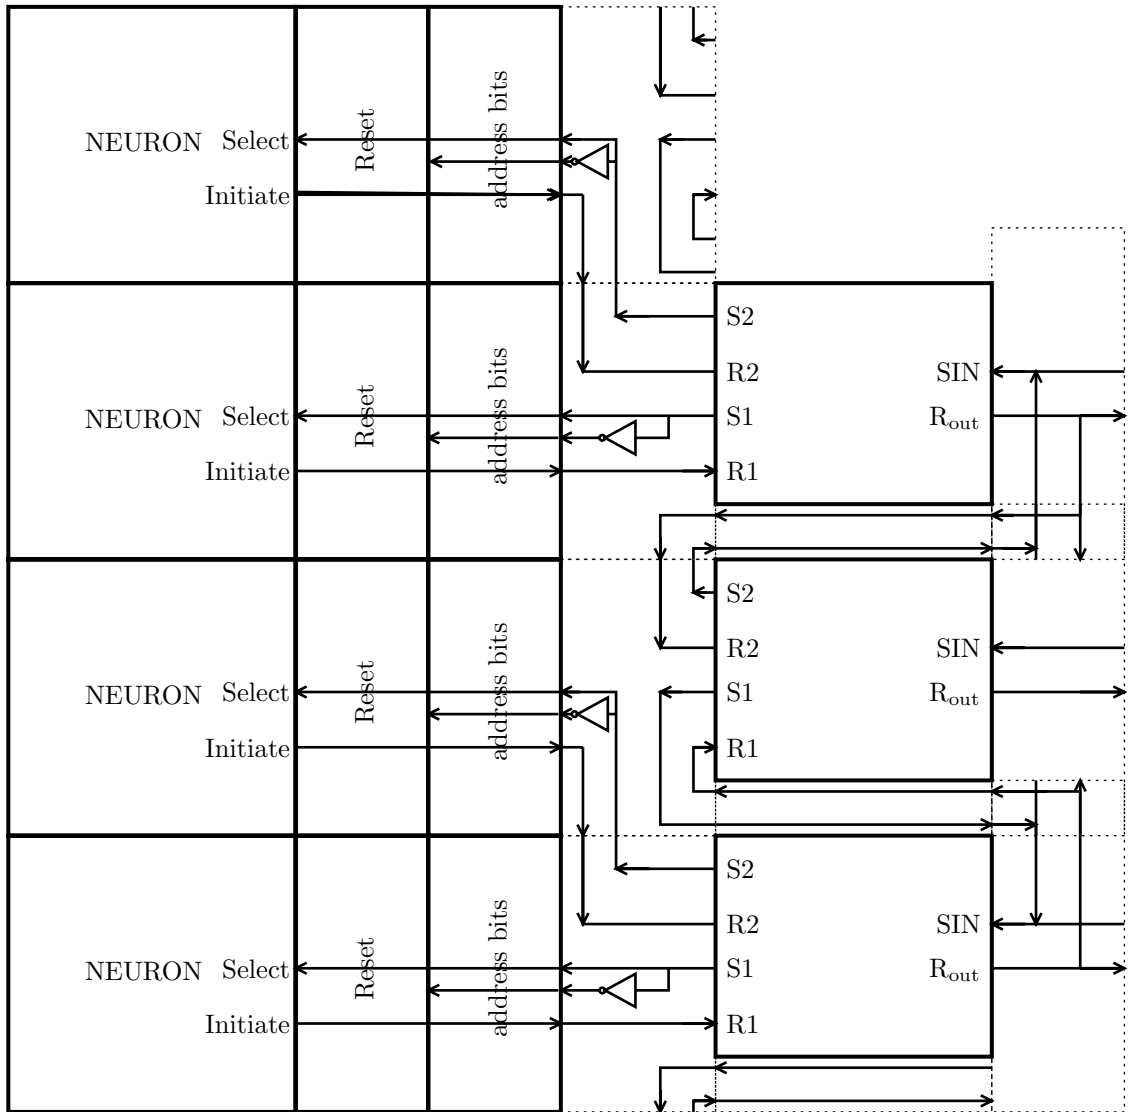 NEURON Select
Initiate
Reset
address bits
S2
R2
S1
R1
SIN
Rout
NEURON Select
Initiate
Reset
address bits
S2
R2
S1
R1
SIN
Rout
NEURON Select
Initiate
Reset
address bits
S2
R2
S1
R1
SIN
Rout
NEURON Select
Initiate
Reset
address bits